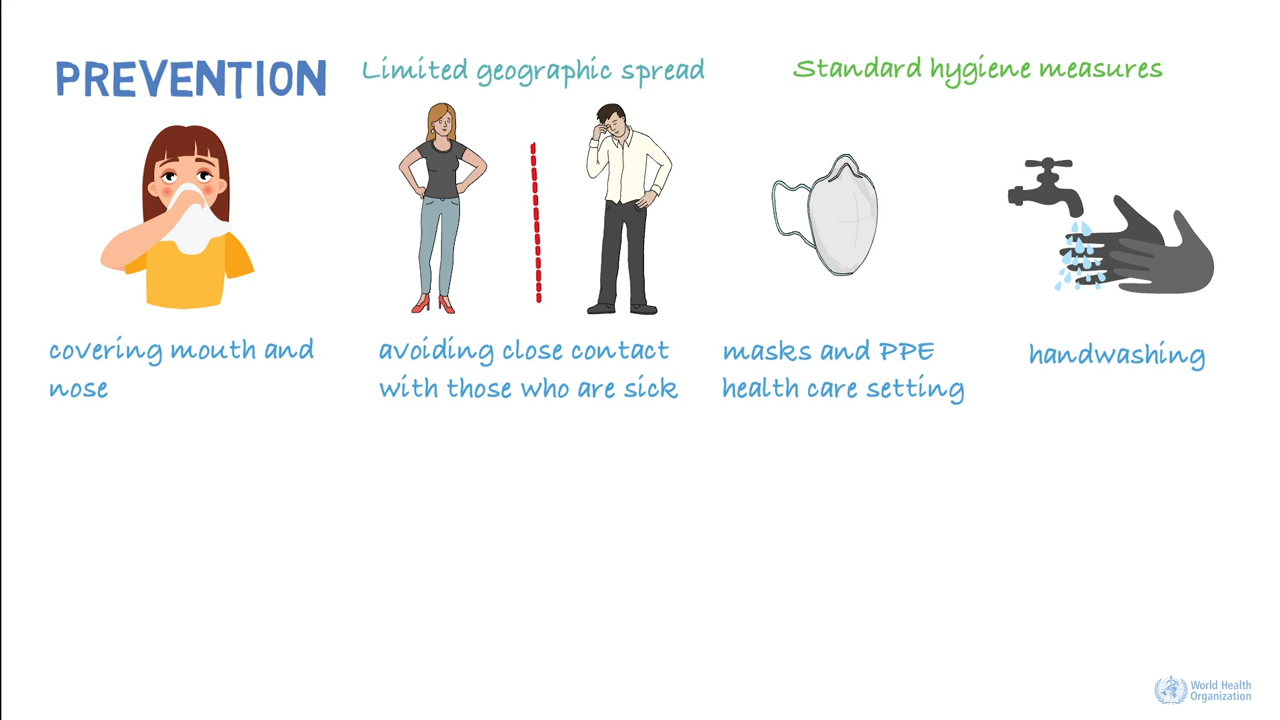 PREVENTION
Limited geographic spread
Standard hygiene measures
covering mouth and
nose
avoiding close contact
with those who are sick
masks and PPE
health care setting
handwashing
World Health
Organization